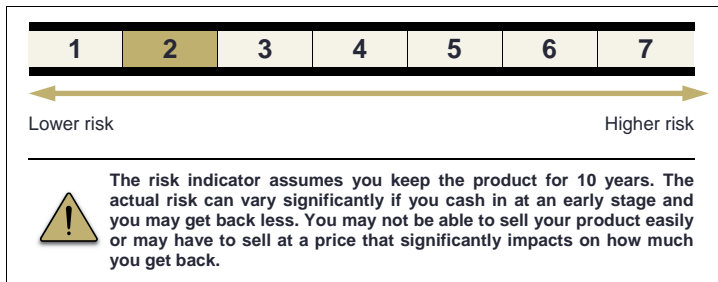 1 2 3 4 5 6 7
Lower risk Higher risk
The risk indicator assumes you keep the product for 10 years. The
actual risk can vary significantly if you cash in at an early stage and
you may get back less. You may not be able to sell your product easily
or may have to sell at a price that significantly impacts on how much
you get back.